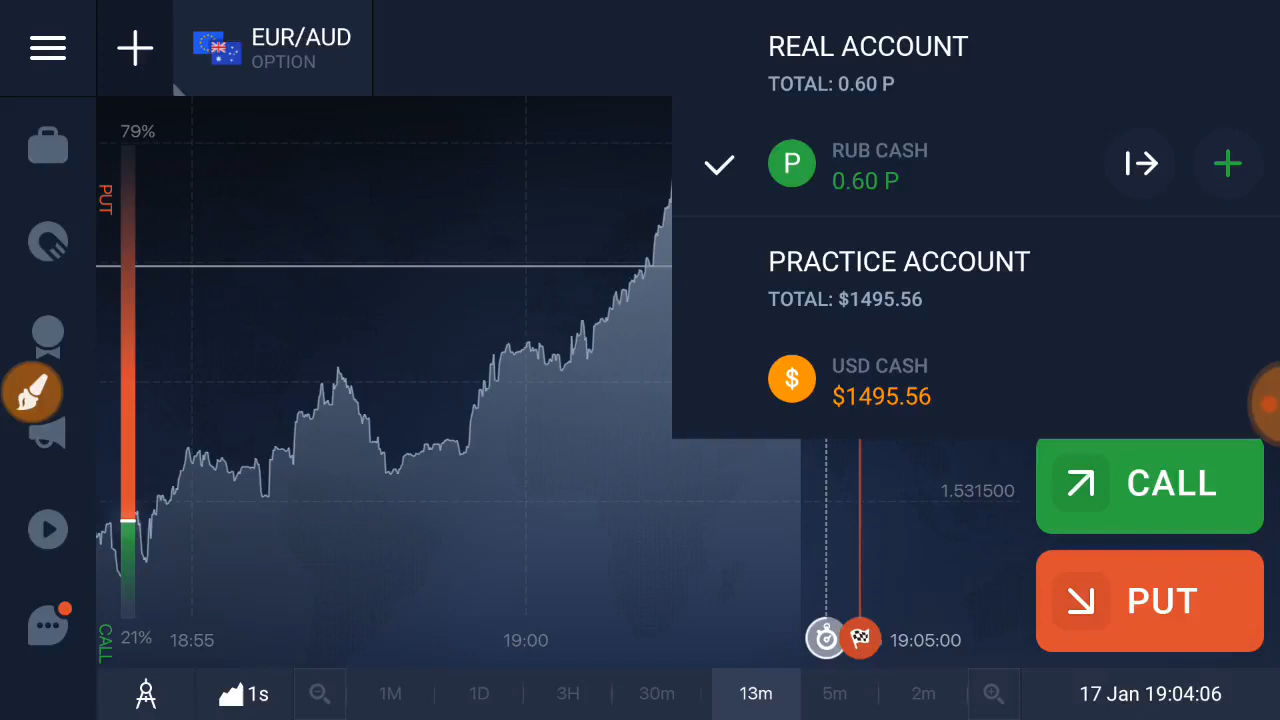 EUR/AUD
OPTION
REAL ACCOUNT
TOTAL: 0.60 P
P
RUB CASH
0.60 P
PRACTICE ACCOUNT
TOTAL: $1495.56
$
USD CASH
$1495.56
79%
PUT
CALL
21%
18:55
19:00
1.531500
19:05:00
CALL
PUT
1s
1M
1D
3H
30m
13m
5m
2m
17 Jan 19:04:06